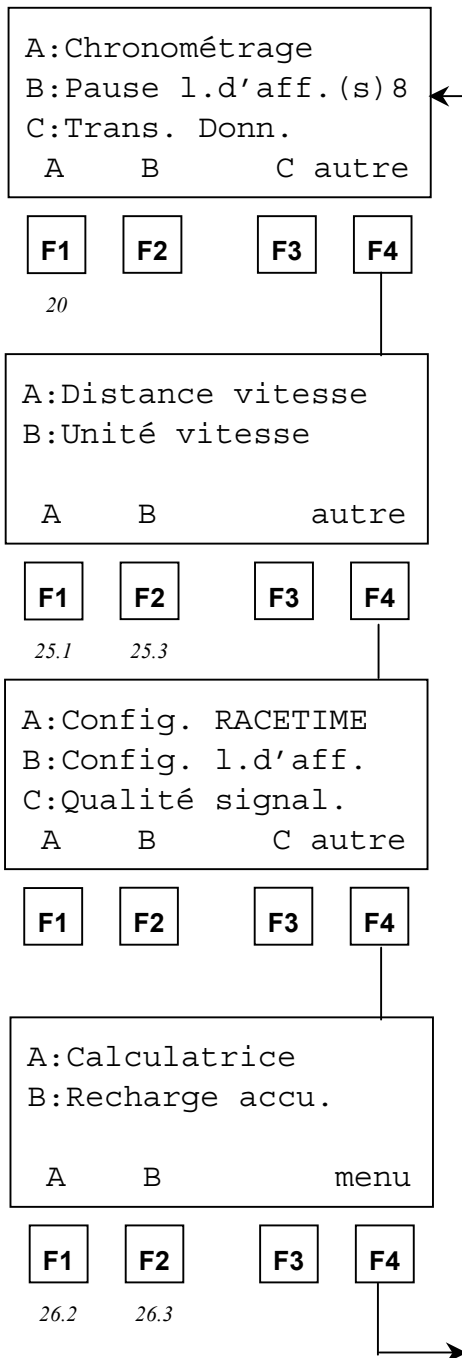 A:Chronométrage
B:Pause l.d'aff.(s)8
C:Trans. Donn.
A B C autre
F1 F2 F3 F4
20
A:Distance vitesse
B:Unité vitesse
A B autre
F1 F2 F3 F4
25.1 25.3
A:Config. RACETIME
B:Config. l.d'aff.
C:Qualité signal.
A B C autre
F1 F2 F3 F4
A:Calculatrice
B:Recharge accu.
A B menu
F1 F2 F3 F4
26.2 26.3